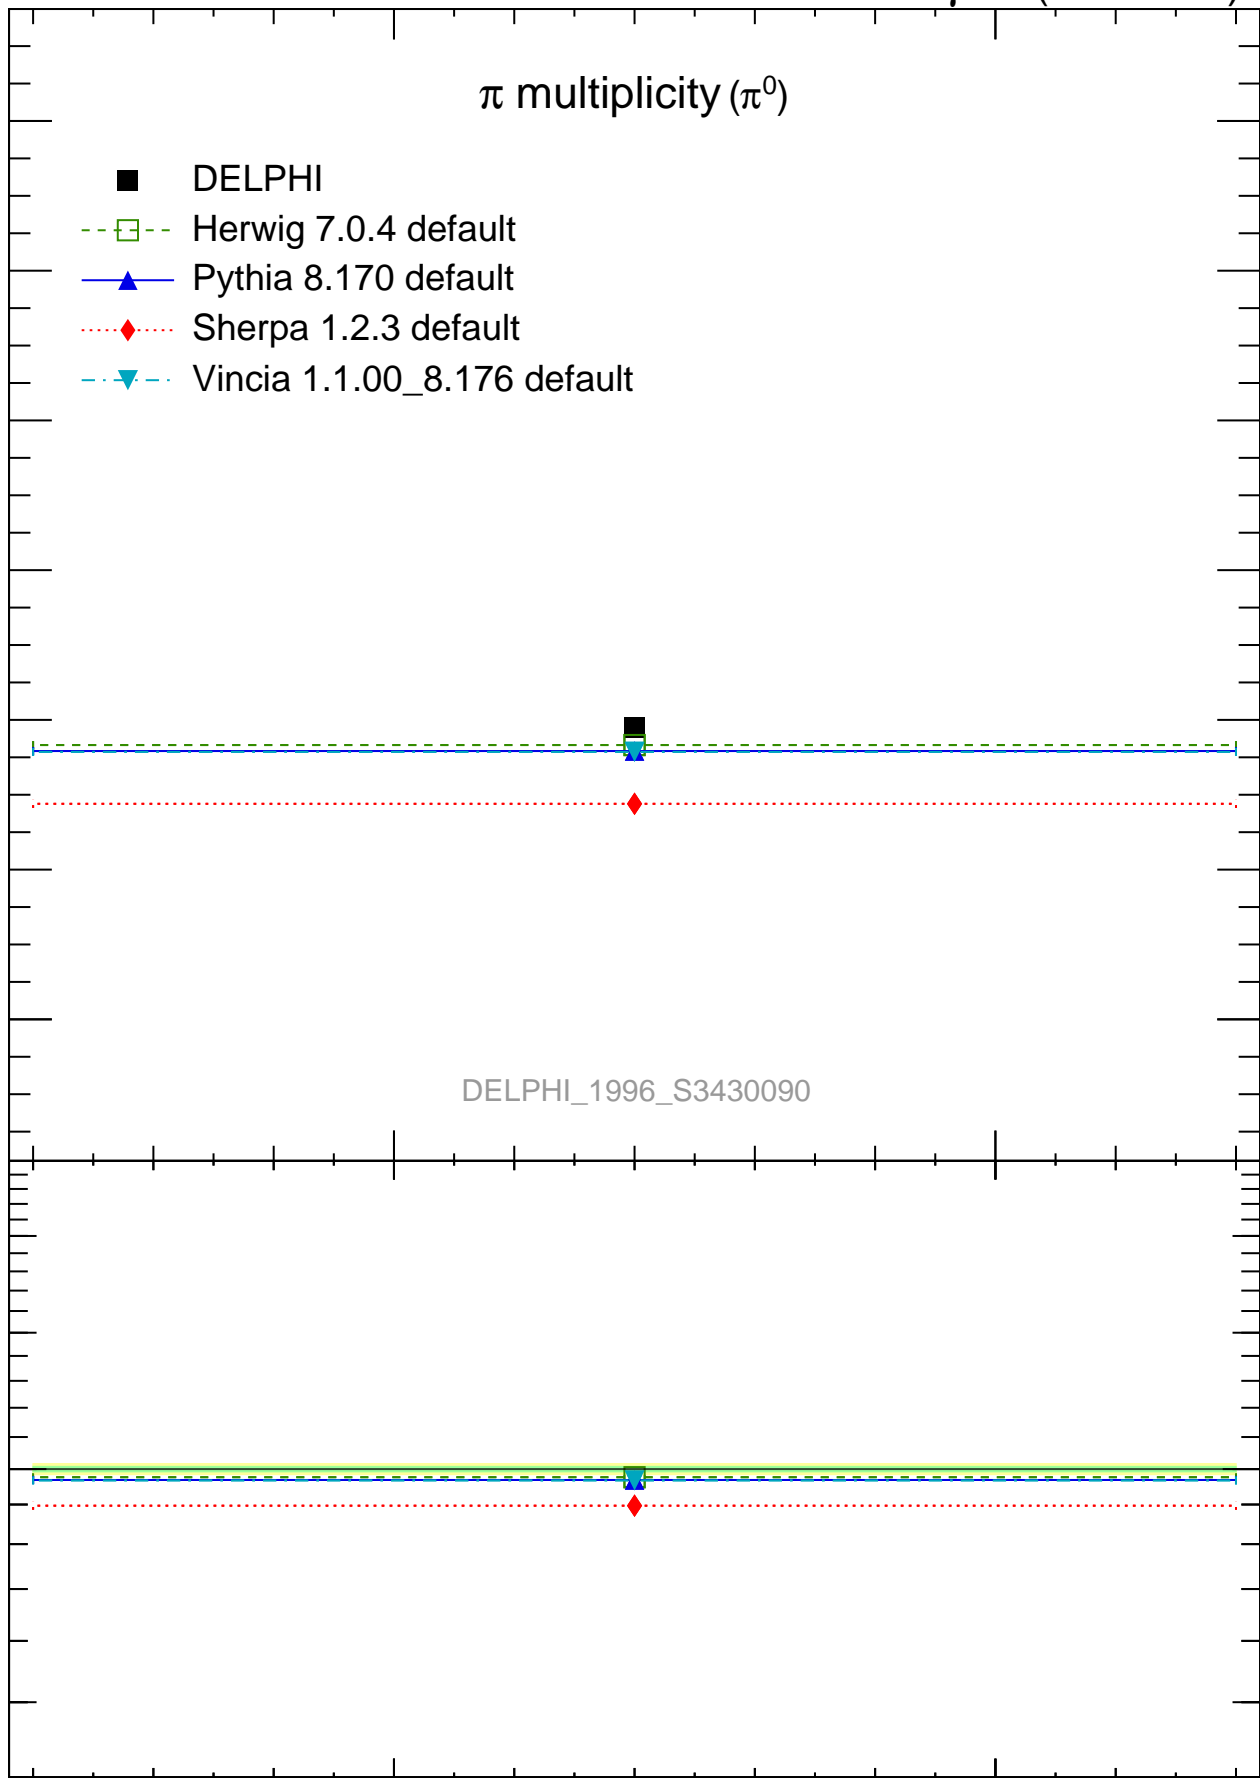 π multiplicity (π⁰)
DELPHI
Herwig 7.0.4 default
Pythia 8.170 default
Sherpa 1.2.3 default
Vincia 1.1.00_8.176 default
DELPHI_1996_S3430090